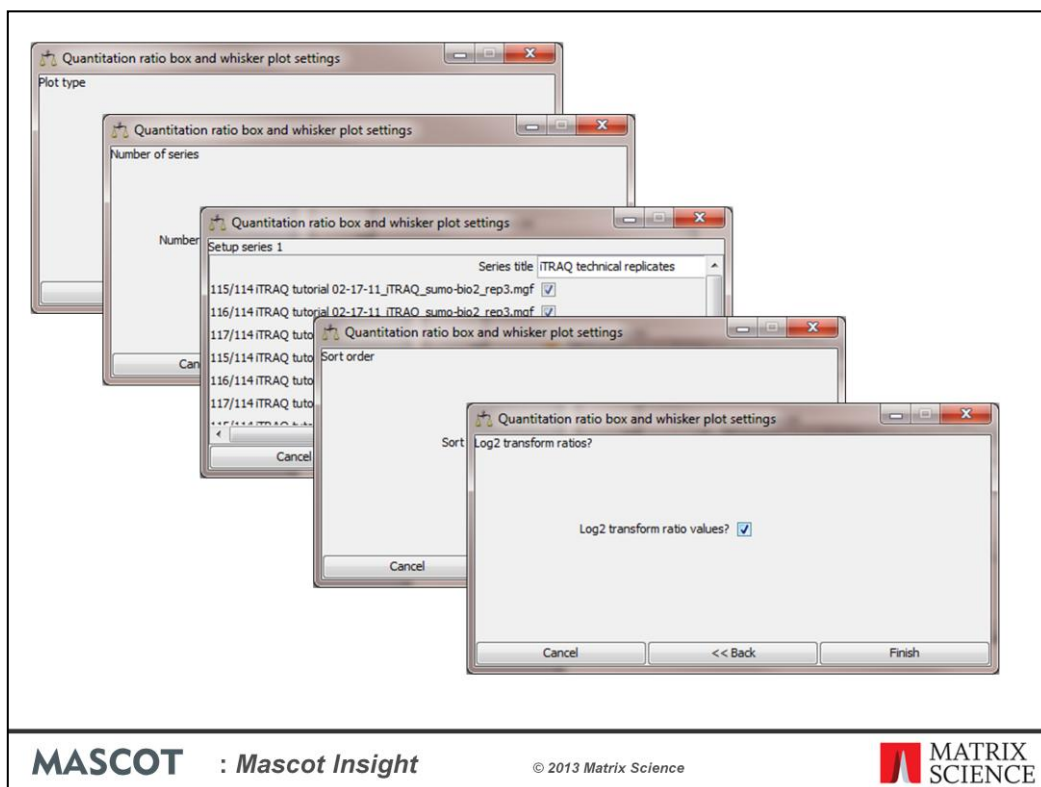 Quantitation ratio box and whisker plot settings
Plot type
Quantitation ratio box and whisker plot settings
Number of series
Number
Can
Quantitation ratio box and whisker plot settings
Setup series 1
Series title iTRAQ technical replicates
115/114 iTRAQ tutorial 02-17-11_iTRAQ_sumo-bio2_rep3.mgf
116/114 iTRAQ tutorial 02-17-11_iTRAQ_sumo-bio2_rep3.mgf
117/114 iTRAQ tuto
115/114 iTRAQ tuto
116/114 iTRAQ tuto
117/114 iTRAQ tuto
Cancel
Quantitation ratio box and whisker plot settings
Sort order
Sort
Cancel
Quantitation ratio box and whisker plot settings
Log2 transform ratios?
Log2 transform ratio values?
Cancel << Back Finish
MASCOT : Mascot Insight © 2013 Matrix Science MATRIX
SCIENCE